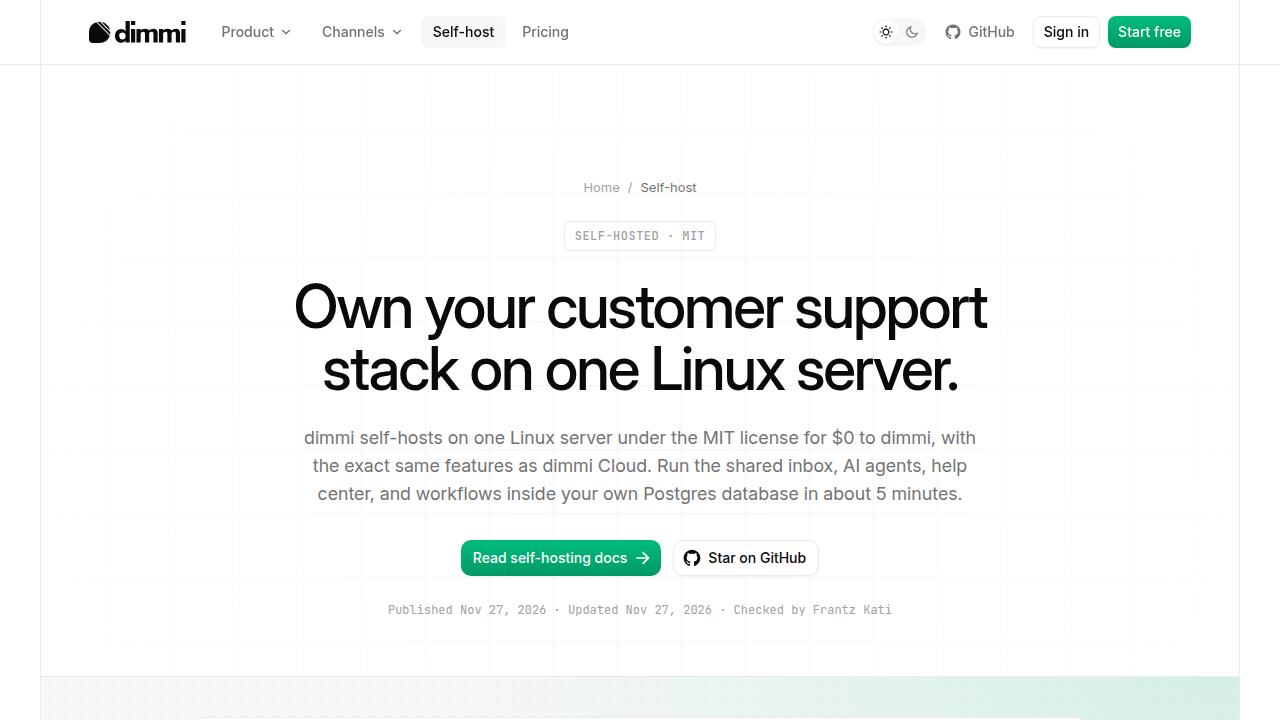 dimmi
Product
Channels
Self-host
Pricing
GitHub
Sign in
Start free
Home / Self-host
SELF-HOSTED · MIT
Own your customer support
stack on one Linux server.
dimmi self-hosts on one Linux server under the MIT license for $0 to dimmi, with
the exact same features as dimmi Cloud. Run the shared inbox, AI agents, help
center, and workflows inside your own Postgres database in about 5 minutes.
Read self-hosting docs
Star on GitHub
Published Nov 27, 2026 · Updated Nov 27, 2026 · Checked by Frantz Kati